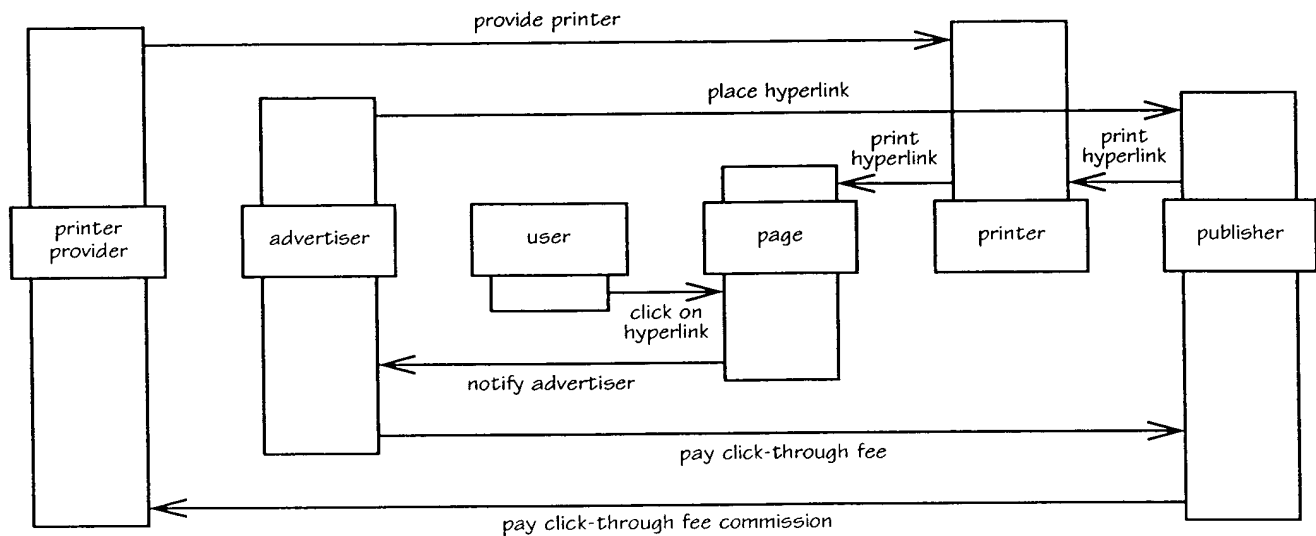 provide printer
place hyperlink
print
hyperlink
print
hyperlink
printer
provider
advertiser
user
page
printer
publisher
click on
hyperlink
notify advertiser
pay click-through fee
pay click-through fee commission